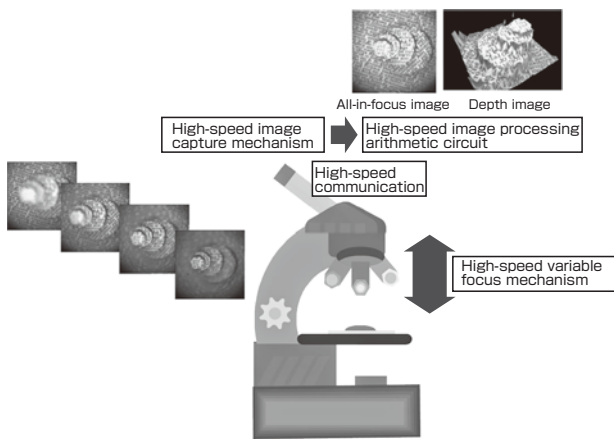 All-in-focus image
Depth image
High-speed image
capture mechanism
High-speed image processing
arithmetic circuit
High-speed
communication
High-speed variable
focus mechanism